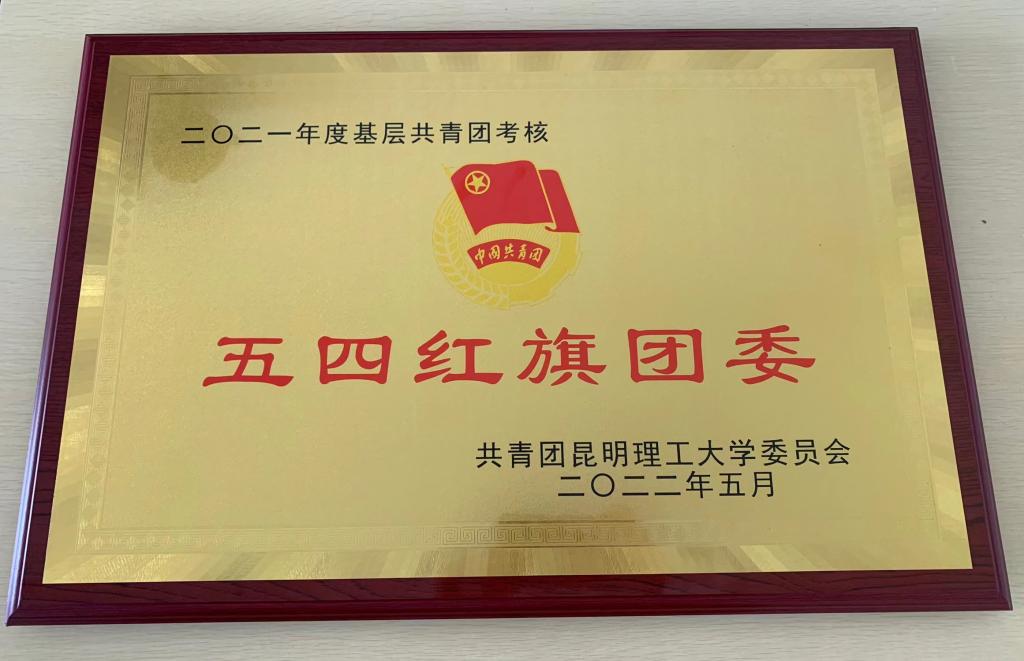 二〇二一年度基层共青团考核
中国共青团
五四红旗团委
共青团昆明理工大学委员会
二〇二二年五月